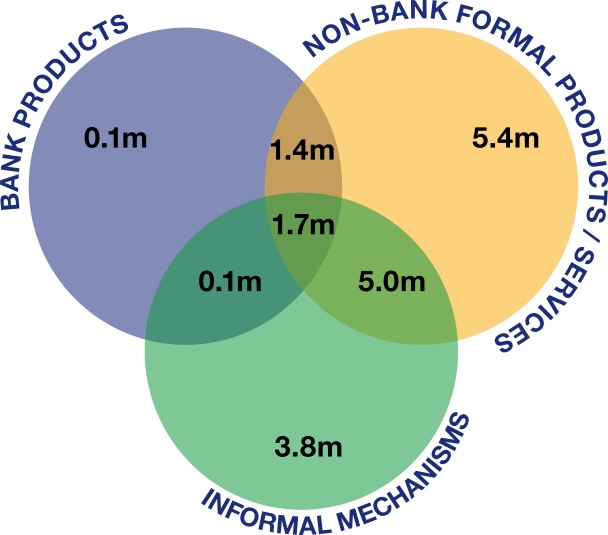 BANK PRODUCTS
NON-BANK FORMAL PRODUCTS / SERVICES
0.1m
1.4m
5.4m
1.7m
0.1m
5.0m
3.8m
INFORMAL MECHANISMS